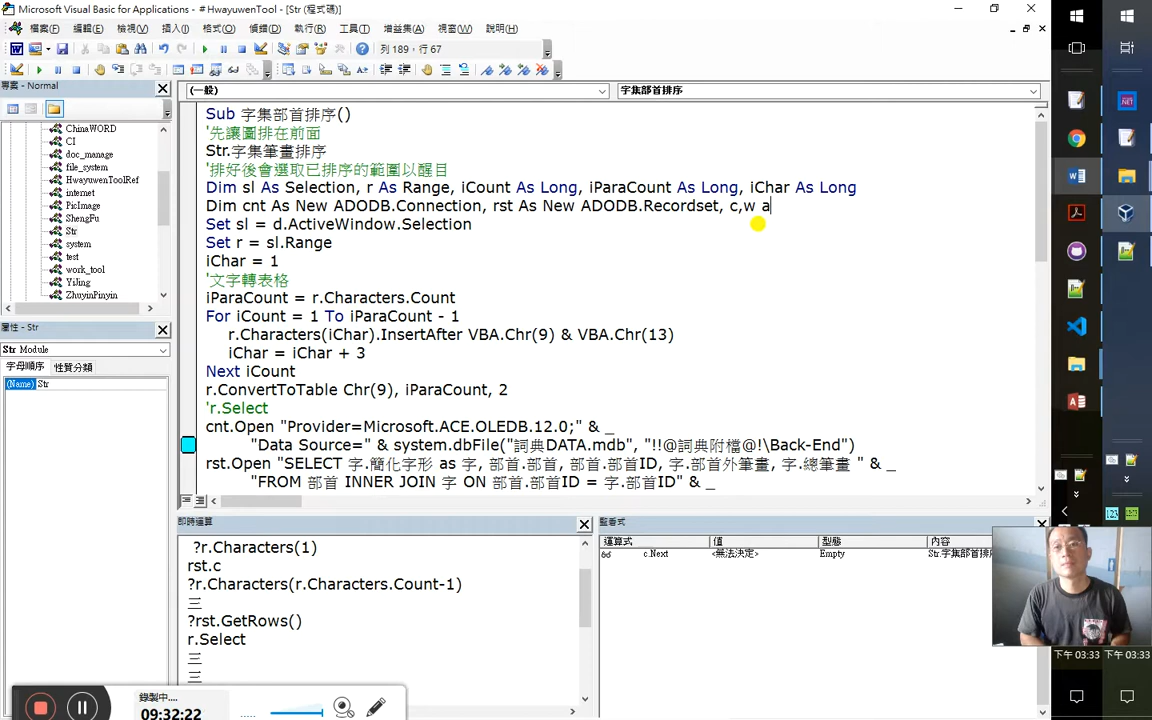 Microsoft Visual Basic for Applications - #HwayuwenTool - [Str (程式碼)]
檔案(F) 編輯(E) 檢視(V) 插入(I) 格式(O) 偵錯(D) 執行(R) 工具(T) 增益集(A) 視窗(W) 說明(H)
列 189，行 67
專案 - Normal
(一般)
字集部首排序
ChinaWORD
CI
doc_manage
file_system
HwayuwenToolRef
internet
PicImage
ShengFu
Str
system
test
work_tool
YiJing
ZhuyinPinyin
Sub 字集部首排序()
'先讓圖排在前面
Str.字集筆畫排序
'排好後會選取已排序的範圍以醒目
Dim sl As Selection, r As Range, iCount As Long, iParaCount As Long, iChar As Long
Dim cnt As New ADODB.Connection, rst As New ADODB.Recordset, c,w a
Set sl = d.ActiveWindow.Selection
Set r = sl.Range
iChar = 1
'文字轉表格
iParaCount = r.Characters.Count
For iCount = 1 To iParaCount - 1
r.Characters(iChar).InsertAfter VBA.Chr(9) & VBA.Chr(13)
iChar = iChar + 3
Next iCount
r.ConvertToTable Chr(9), iParaCount, 2
'r.Select
cnt.Open "Provider=Microsoft.ACE.OLEDB.12.0;" & _
"Data Source=" & system.dbFile("詞典DATA.mdb", "!!@詞典附檔@!\Back-End")
rst.Open "SELECT 字.簡化字形 as 字, 部首.部首, 部首.部首ID, 字.部首外筆畫, 字.總筆畫 " & _
"FROM 部首 INNER JOIN 字 ON 部首.部首ID = 字.部首ID" & _
屬性 - Str
Str Module
字母順序 性質分類
(Name) Str
即時運算
?r.Characters(1)
rst.c
?r.Characters(r.Characters.Count-1)
三
?rst.GetRows()
r.Select
三
三
監看式
運算式 值 型態 內容
c.Next <無法決定> Empty Str.字集部首排
錄製中....
09:32:22
下午 03:33 下午 03:33